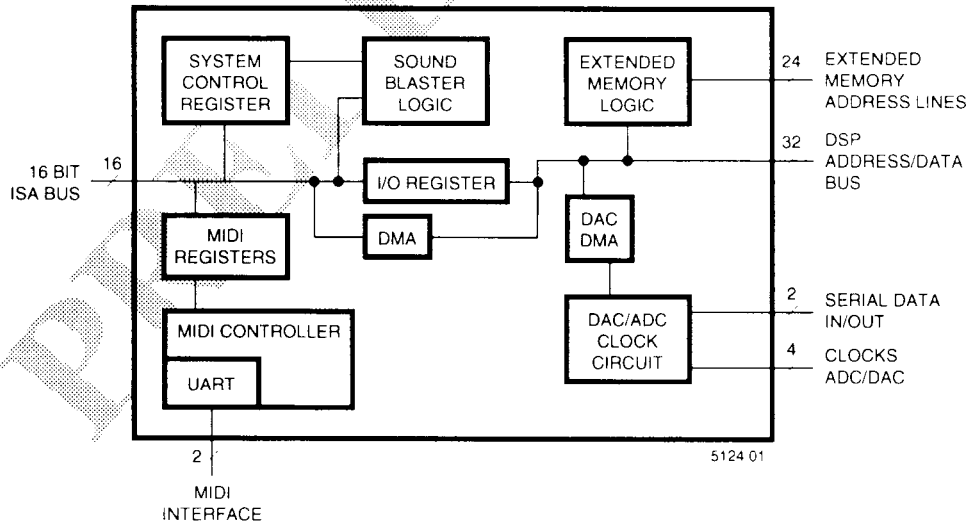 SYSTEM
CONTROL
REGISTER
SOUND
BLASTER
LOGIC
EXTENDED
MEMORY
LOGIC
24
EXTENDED
MEMORY
ADDRESS LINES
16 BIT
ISA BUS
16
I/O REGISTER
32
DSP
ADDRESS/DATA
BUS
MIDI
REGISTERS
DMA
DAC
DMA
MIDI CONTROLLER
UART
DAC/ADC
CLOCK
CIRCUIT
2
SERIAL DATA
IN/OUT
4
CLOCKS
ADC/DAC
2
MIDI
INTERFACE
5124 01